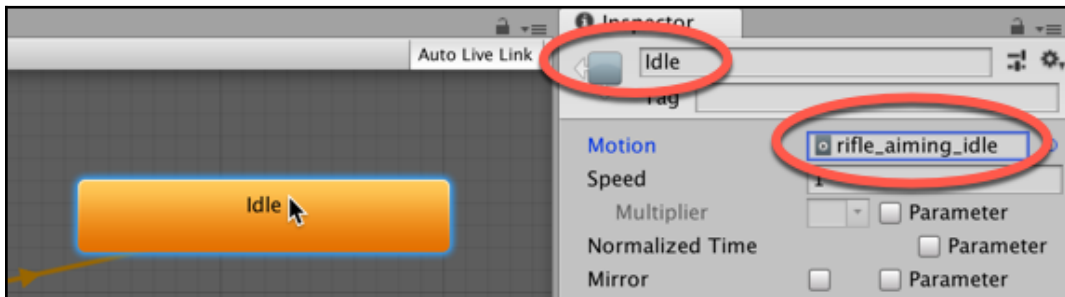 Inspector
Auto Live Link
Idle
Tag
Idle
Motion
rifle_aiming_idle
Speed
1
Multiplier
Parameter
Normalized Time
Parameter
Mirror
Parameter